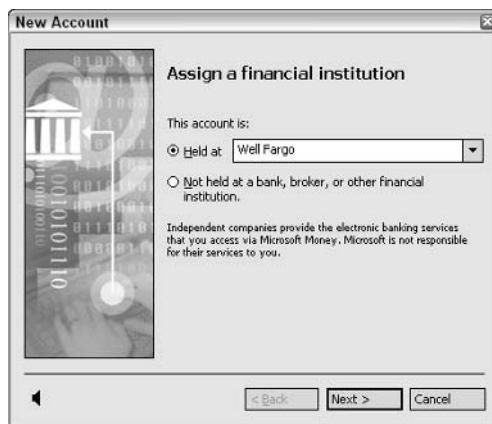 New Account
Assign a financial institution
This account is:
Held at Well Fargo
Not held at a bank, broker, or other financial
institution.
Independent companies provide the electronic banking services
that you access via Microsoft Money. Microsoft is not responsible
for their services to you.
< Back Next > Cancel